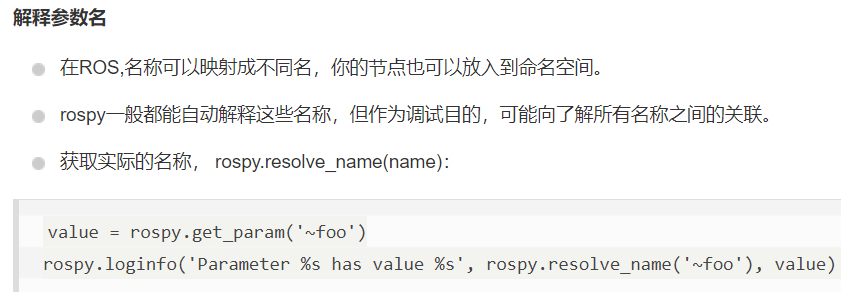 解释参数名
在ROS,名称可以映射成不同名，你的节点也可以放入到命名空间。
rospy一般都能自动解释这些名称，但作为调试目的，可能向了解所有名称之间的关联。
获取实际的名称， rospy.resolve_name(name)：
value = rospy.get_param('~foo')
rospy.loginfo('Parameter %s has value %s', rospy.resolve_name('~foo'), value)